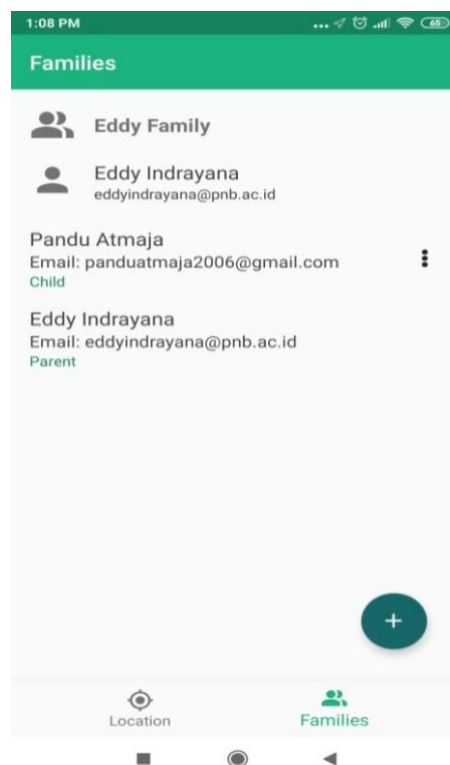 1:08 PM
65
Families
Eddy Family
Eddy Indrayana
eddyindrayana@pnb.ac.id
Pandu Atmaja
Email: panduatmaja2006@gmail.com
Child
Eddy Indrayana
Email: eddyindrayana@pnb.ac.id
Parent
+
Location
Families